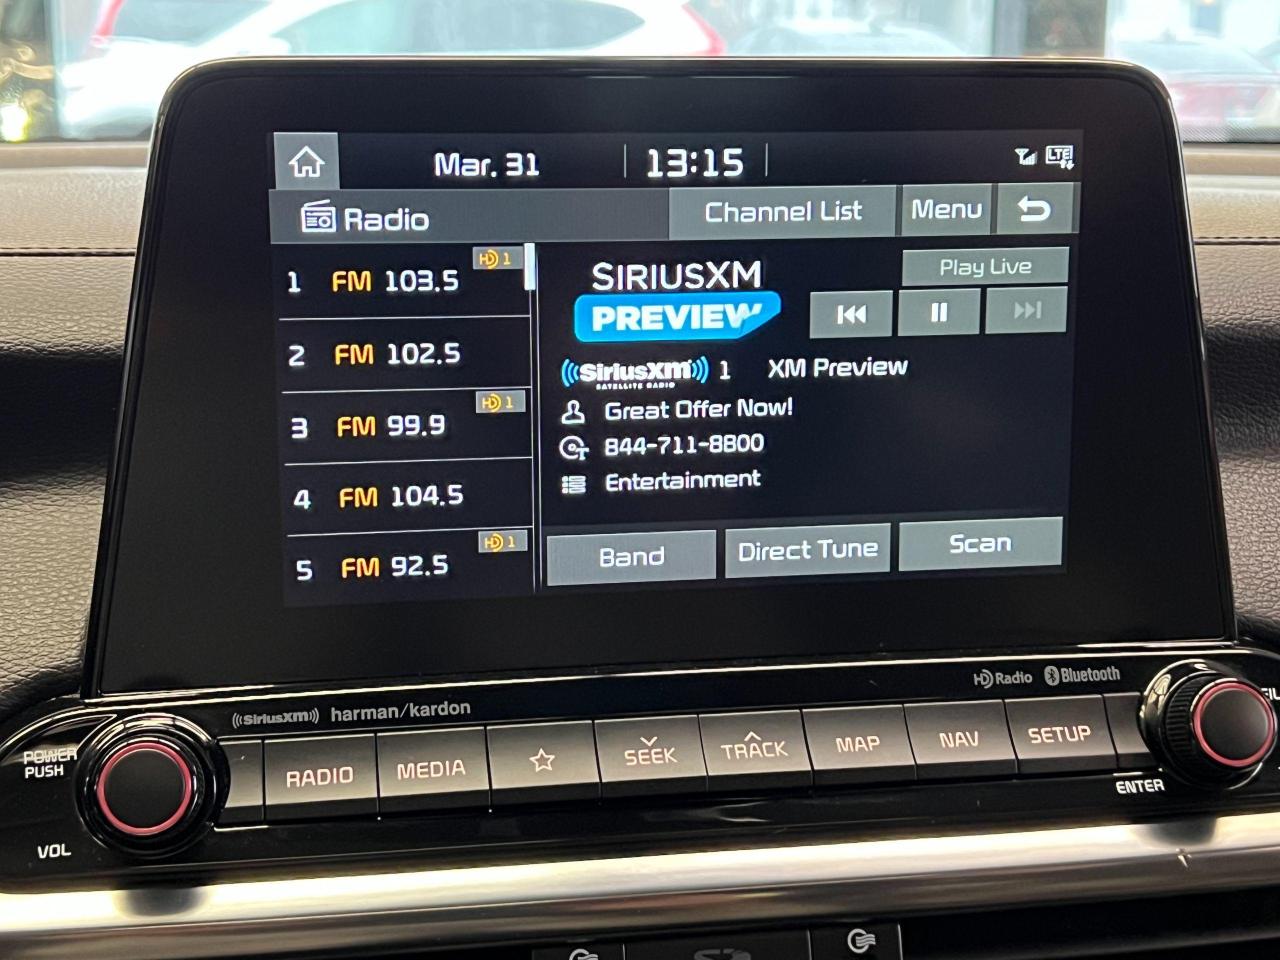 Mar. 31
13:15
LTE
Radio
Channel List
Menu
1 FM 103.5 HD 1
2 FM 102.5
3 FM 99.9 HD 1
4 FM 104.5
5 FM 92.5 HD 1
SIRIUSXM
PREVIEW
Play Live
((SiriusXM)) 1 XM Preview
SATELLITE RADIO
Great Offer Now!
844-711-8800
Entertainment
Band
Direct Tune
Scan
HD Radio
Bluetooth
((SiriusXM)) harman/kardon
POWER
PUSH
VOL
RADIO
MEDIA
SEEK
TRACK
MAP
NAV
SETUP
ENTER